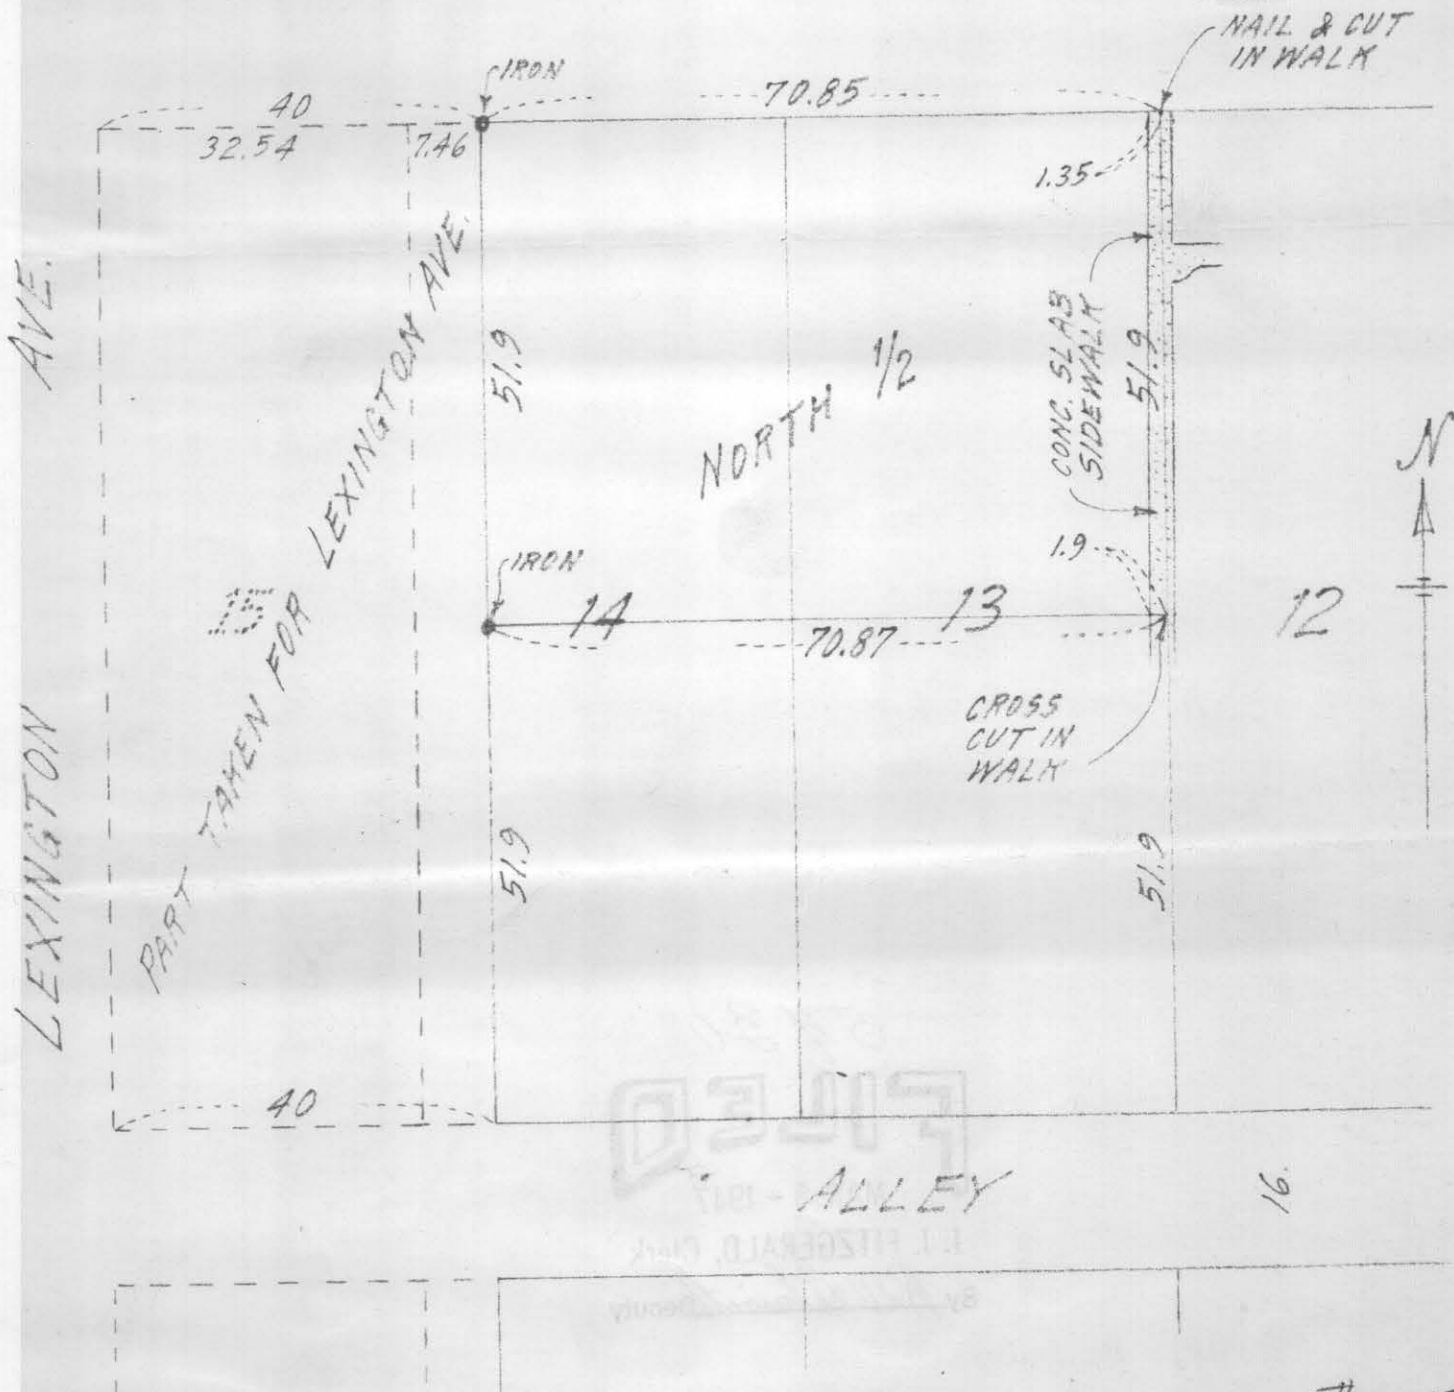 NAIL & CUT
IN WALK
IRON
40
70.85
32.54
7.46
1.35
AVE.
LEXINGTON
PART TAKEN FOR LEXINGTON AVE.
51.9
NORTH 1/2
CONC. SLAB
SIDEWALK
51.9
N
1.9
IRON
15
14
13
12
70.87
CROSS
CUT IN
WALK
51.9
51.9
40
FILED
1947
FITZGERALD, Clerk
By
Deputy
ALLEY
16.